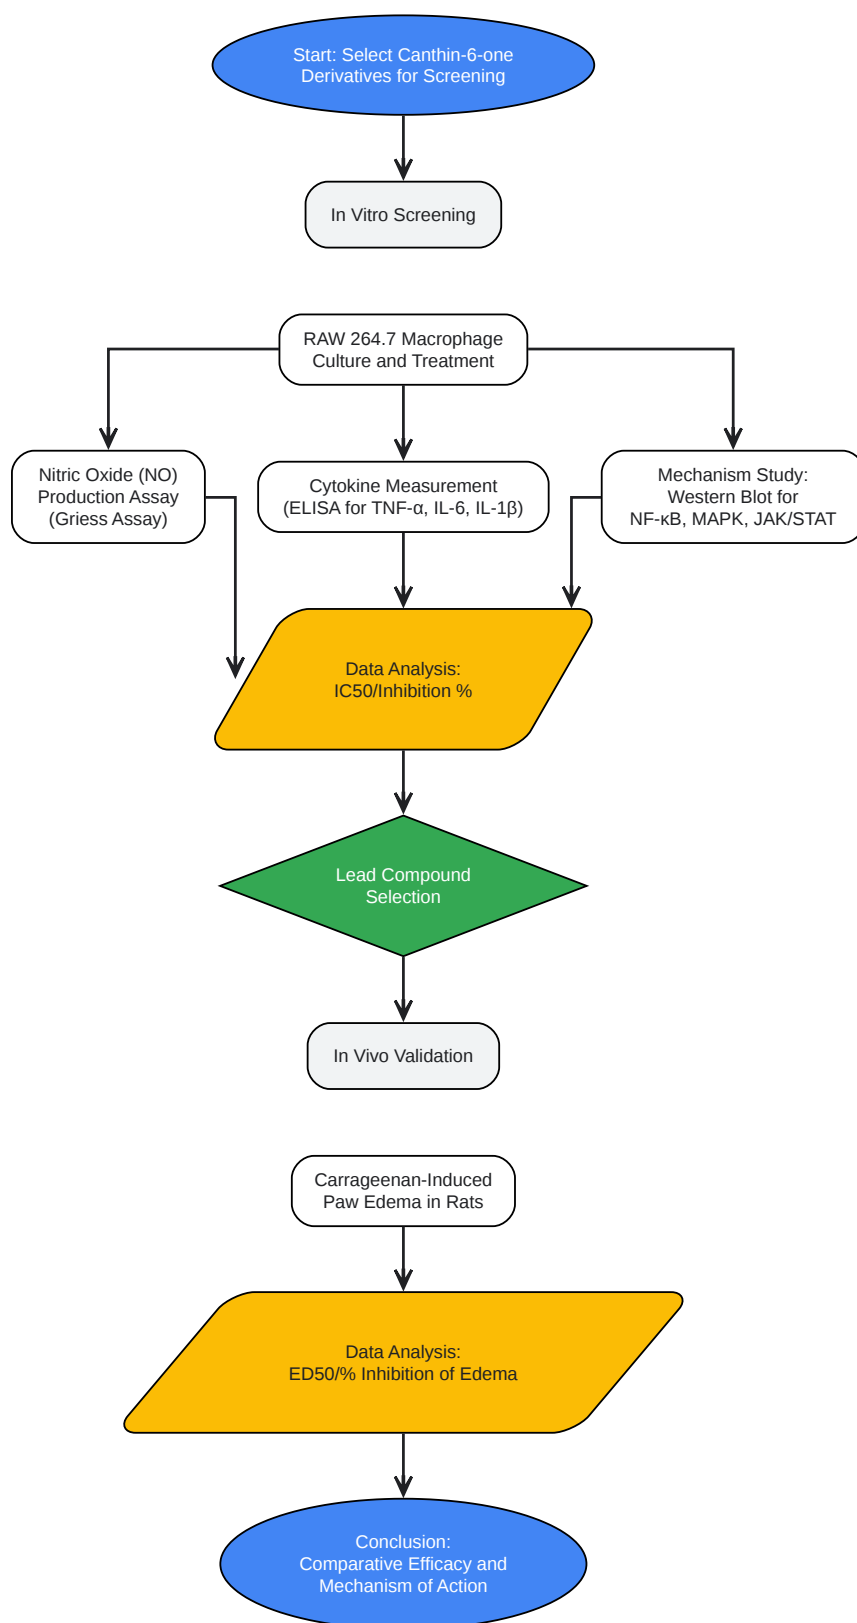 Start: Select Canthin-6-one
Derivatives for Screening
In Vitro Screening
RAW 264.7 Macrophage
Culture and Treatment
Nitric Oxide (NO)
Production Assay
(Griess Assay)
Cytokine Measurement
(ELISA for TNF-α, IL-6, IL-1β)
Mechanism Study:
Western Blot for
NF-κB, MAPK, JAK/STAT
Data Analysis:
IC50/Inhibition %
Lead Compound
Selection
In Vivo Validation
Carrageenan-Induced
Paw Edema in Rats
Data Analysis:
ED50/% Inhibition of Edema
Conclusion:
Comparative Efficacy and
Mechanism of Action